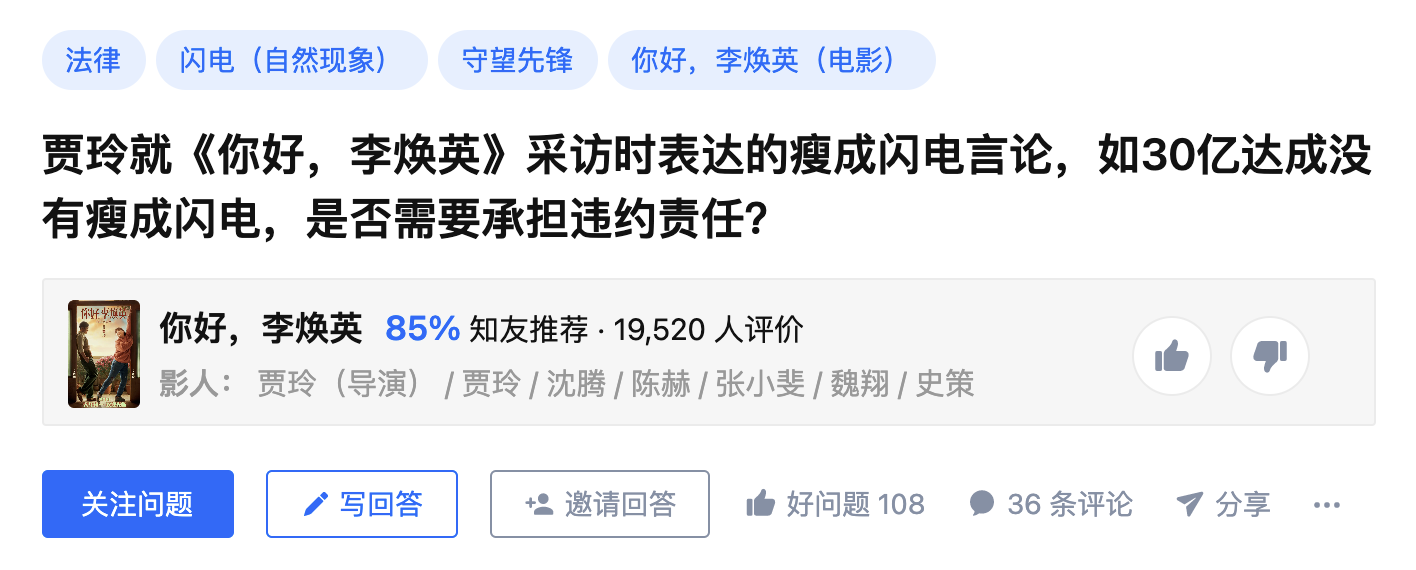 法律 闪电（自然现象） 守望先锋 你好，李焕英（电影）
贾玲就《你好，李焕英》采访时表达的瘦成闪电言论，如30亿达成没
有瘦成闪电，是否需要承担违约责任？
你好，李焕英 85% 知友推荐 · 19,520 人评价
影人： 贾玲（导演） / 贾玲 / 沈腾 / 陈赫 / 张小斐 / 魏翔 / 史策
关注问题 写回答 邀请回答 好问题 108 36 条评论 分享 ···
你好李焕英